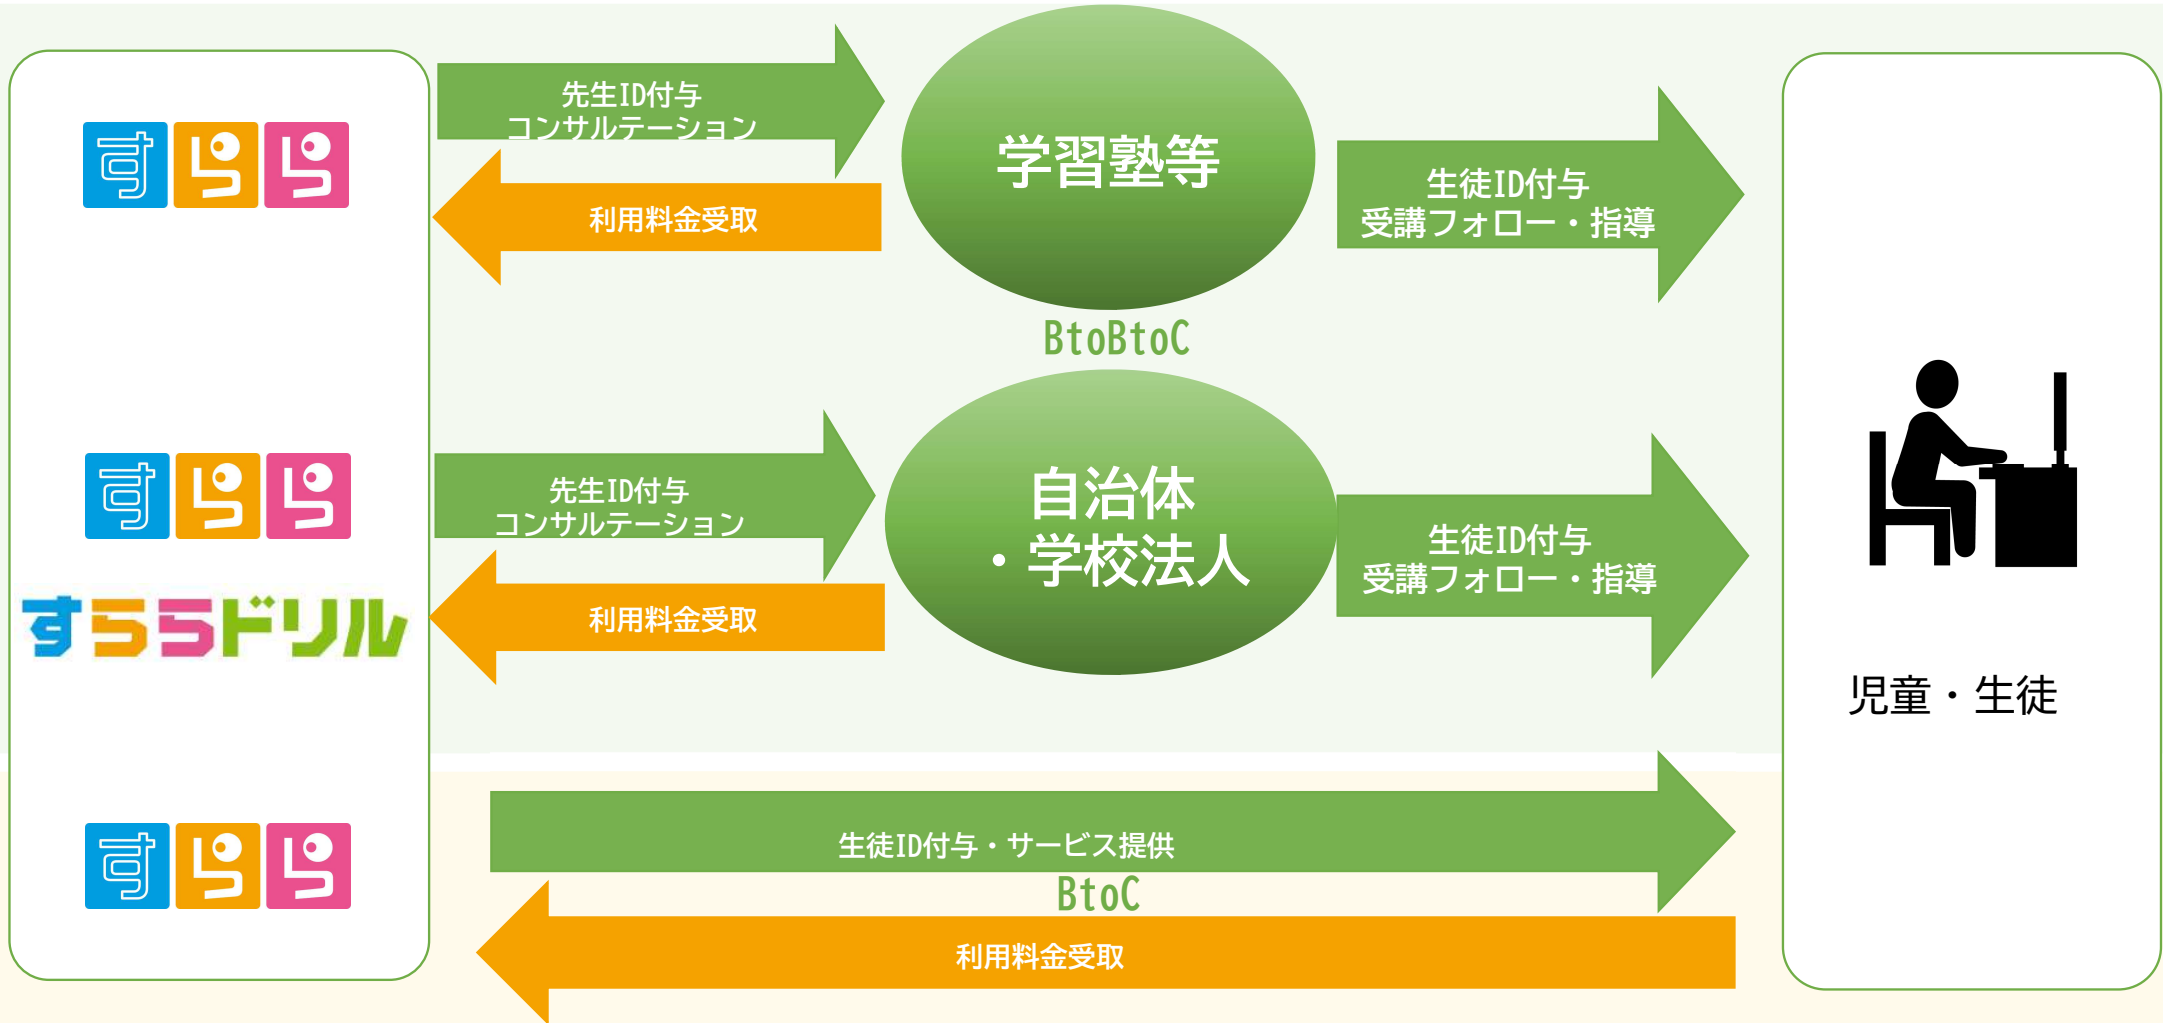 すらら
先生ID付与
コンサルテーション
利用料金受取
学習塾等
生徒ID付与
受講フォロー・指導
BtoBtoC
すらら
すららドリル
先生ID付与
コンサルテーション
利用料金受取
自治体
・学校法人
生徒ID付与
受講フォロー・指導
児童・生徒
すらら
生徒ID付与・サービス提供
BtoC
利用料金受取